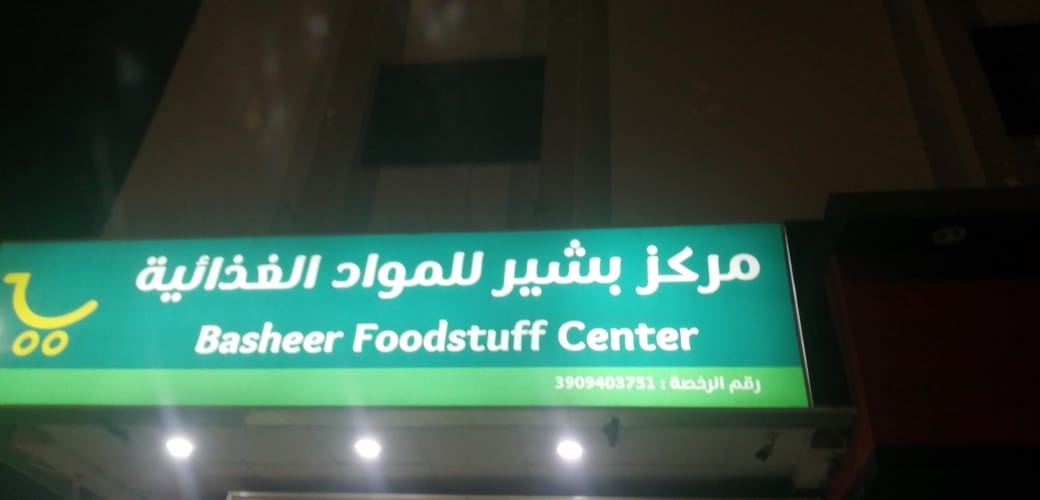 مركز بشير للمواد الغذائية
Basheer Foodstuff Center
رقم الرخصة : 3909403751